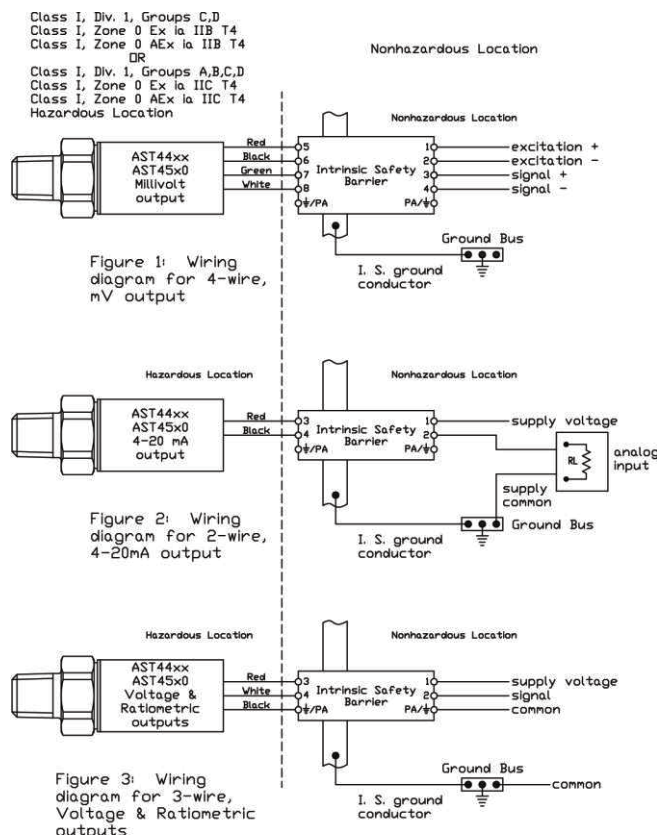 Class I, Div. 1, Groups C,D
Class I, Zone 0 Ex ia IIB T4
Class I, Zone 0 AEx ia IIB T4
OR
Class I, Div. 1, Groups A,B,C,D
Class I, Zone 0 Ex ia IIC T4
Class I, Zone 0 AEx ia IIC T4
Hazardous Location
Nonhazardous Location
Nonhazardous Location
AST44xx
AST45x0
Millivolt
output
Red
Black
Green
White
5
6
7
8
⏚/PA
Intrinsic Safety
Barrier
1
2
3
4
PA/⏚
excitation +
excitation -
signal +
signal -
Ground Bus
I. S. ground
conductor
Figure 1: Wiring
diagram for 4-wire,
mV output
Hazardous Location
Nonhazardous Location
AST44xx
AST45x0
4-20 mA
output
Red
Black
3
4
⏚/PA
Intrinsic Safety
Barrier
1
2
PA/⏚
supply voltage
RL
analog
input
supply
common
Ground Bus
I. S. ground
conductor
Figure 2: Wiring
diagram for 2-wire,
4-20mA output
Hazardous Location
Nonhazardous Location
AST44xx
AST45x0
Voltage &
Ratiometric
outputs
Red
White
Black
3
4
⏚/PA
Intrinsic Safety
Barrier
1
2
PA/⏚
supply voltage
signal
common
Ground Bus
common
I. S. ground
conductor
Figure 3: Wiring
diagram for 3-wire,
Voltage & Ratiometric
outputs